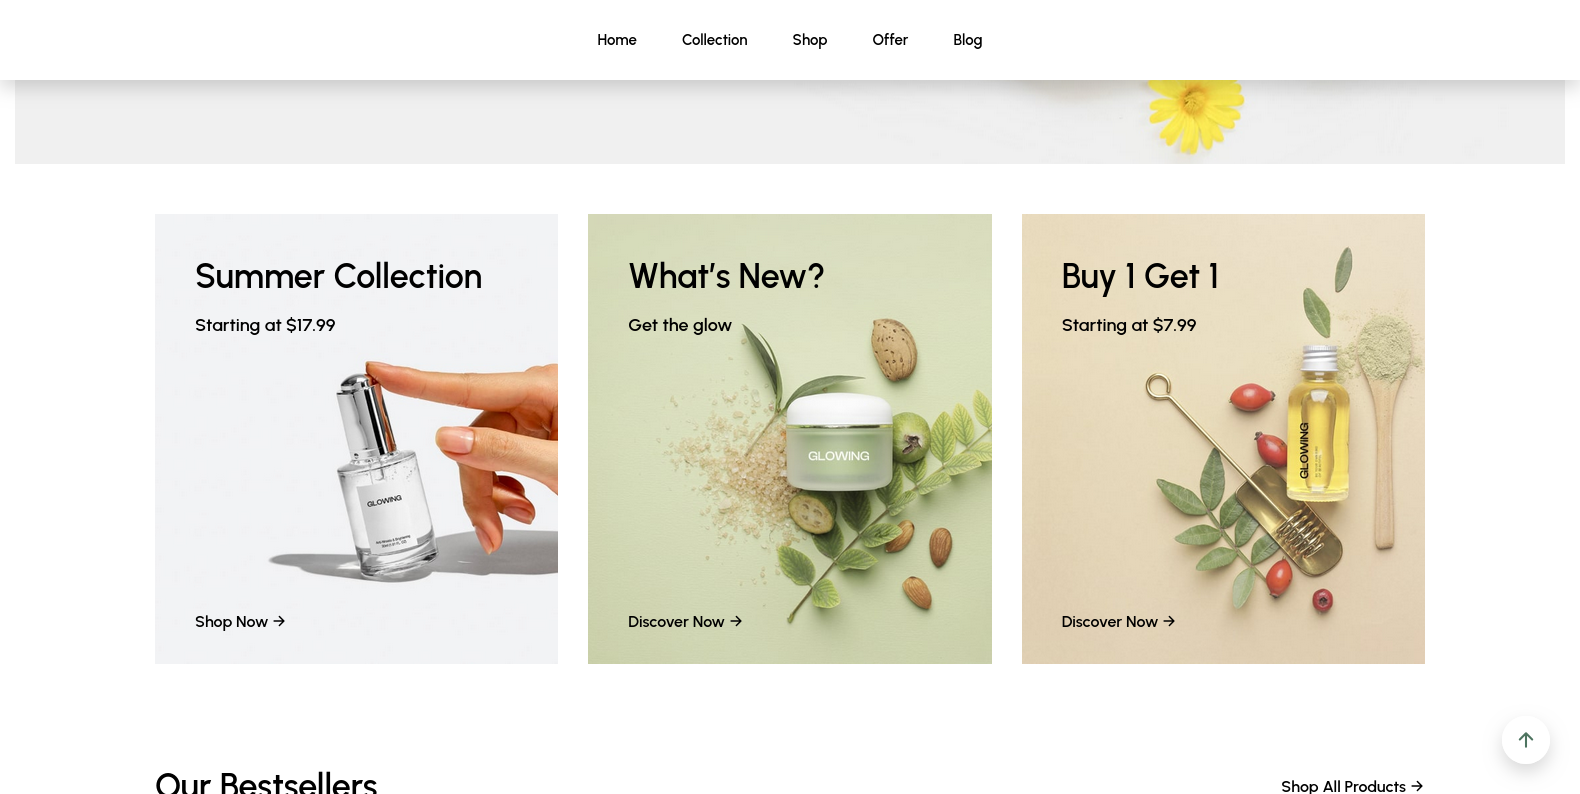 Home Collection Shop Offer Blog
Summer Collection
Starting at $17.99
GLOWING
Shop Now →
What's New?
Get the glow
GLOWING
Discover Now →
Buy 1 Get 1
Starting at $7.99
GLOWING
Discover Now →
Our Bestsellers
Shop All Products →